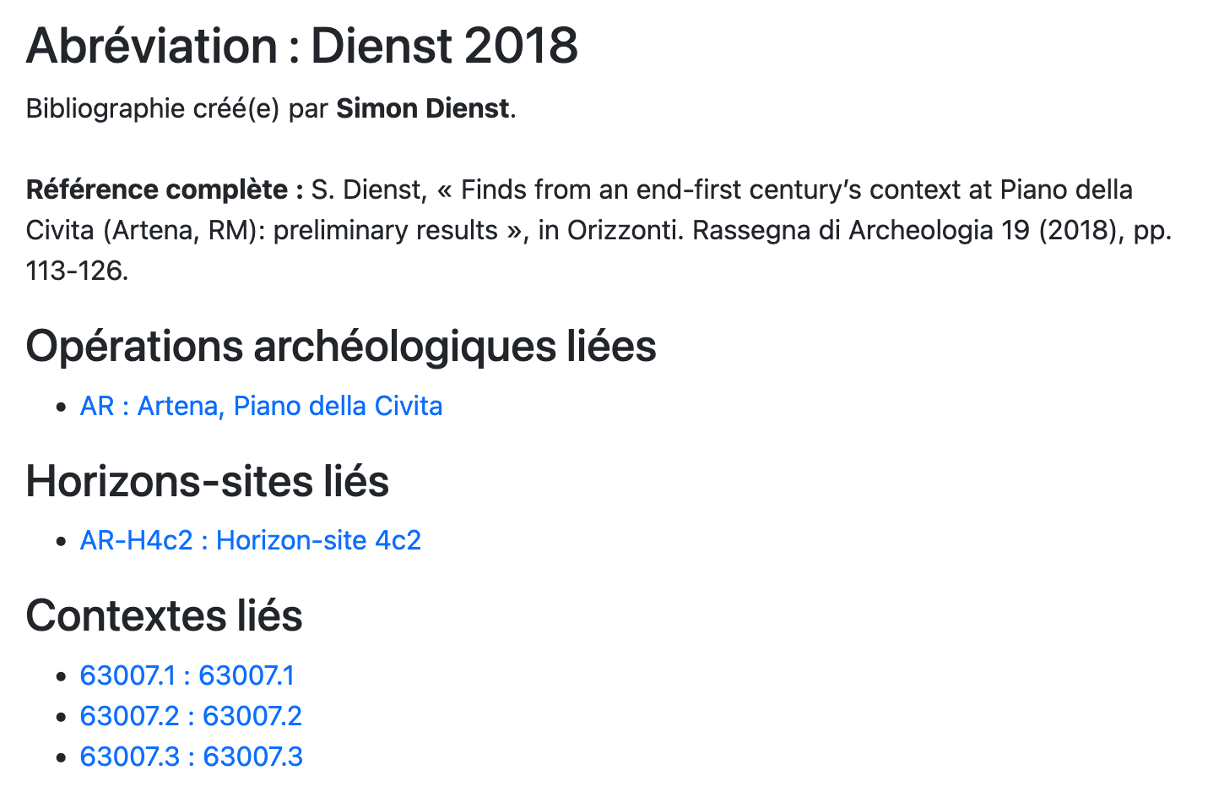 Abréviation : Dienst 2018
Bibliographie créé(e) par Simon Dienst.
Référence complète : S. Dienst, « Finds from an end-first century’s context at Piano della
Civita (Artena, RM): preliminary results », in Orizzonti. Rassegna di Archeologia 19 (2018), pp.
113-126.
Opérations archéologiques liées
• AR : Artena, Piano della Civita
Horizons-sites liés
• AR-H4c2 : Horizon-site 4c2
Contextes liés
• 63007.1 : 63007.1
• 63007.2 : 63007.2
• 63007.3 : 63007.3